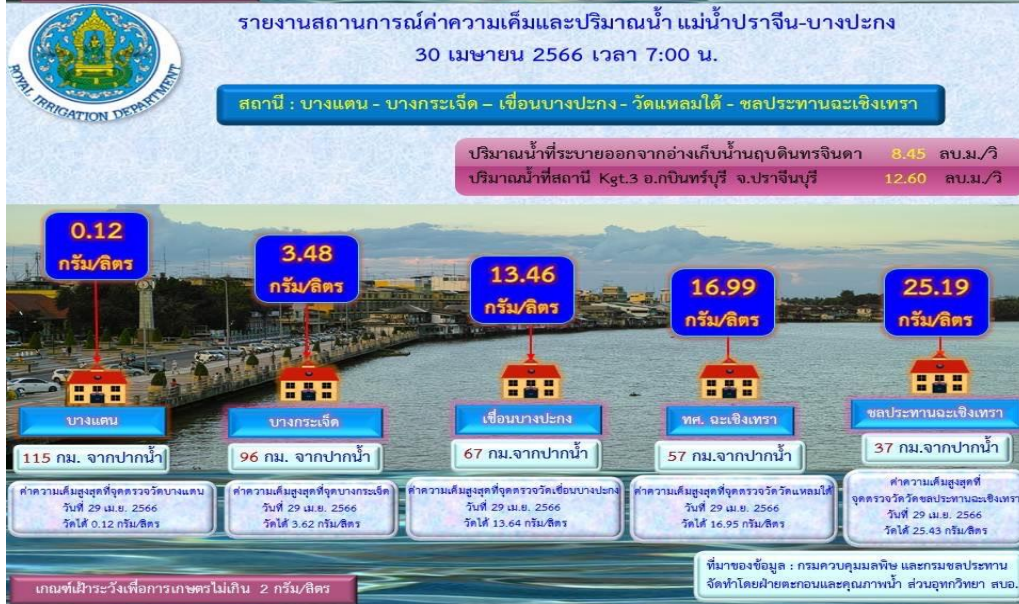 รายงานสถานการณ์ค่าความเค็มและปริมาณน้ำ แม่น้ำปราจีน-บางปะกง
30 เมษายน 2566 เวลา 7:00 น.
ROYAL IRRIGATION DEPARTMENT
สถานี : บางแตน - บางกระเจ็ด – เขื่อนบางปะกง - วัดแหลมใต้ - ชลประทานฉะเชิงเทรา
ปริมาณน้ำที่ระบายออกจากอ่างเก็บน้ำนฤบดินทรจินดา 8.45 ลบ.ม./วิ
ปริมาณน้ำที่สถานี Kgt.3 อ.กบินทร์บุรี จ.ปราจีนบุรี 12.60 ลบ.ม./วิ
0.12
กรัม/ลิตร
3.48
กรัม/ลิตร
13.46
กรัม/ลิตร
16.99
กรัม/ลิตร
25.19
กรัม/ลิตร
บางแตน
บางกระเจ็ด
เขื่อนบางปะกง
ทศ. ฉะเชิงเทรา
ชลประทานฉะเชิงเทรา
115 กม. จากปากน้ำ
96 กม. จากปากน้ำ
67 กม.จากปากน้ำ
57 กม.จากปากน้ำ
37 กม.จากปากน้ำ
ค่าความเค็มสูงสุดที่จุดตรวจวัดบางแตน
วันที่ 29 เม.ย. 2566
วัดได้ 0.12 กรัม/ลิตร
ค่าความเค็มสูงสุดที่จุดบางกระเจ็ด
วันที่ 29 เม.ย. 2566
วัดได้ 3.62 กรัม/ลิตร
ค่าความเค็มสูงสุดที่จุดตรวจวัดเขื่อนบางปะกง
วันที่ 29 เม.ย. 2566
วัดได้ 13.64 กรัม/ลิตร
ค่าความเค็มสูงสุดที่จุดตรวจวัดวัดแหลมใต้
วันที่ 29 เม.ย. 2566
วัดได้ 16.95 กรัม/ลิตร
ค่าความเค็มสูงสุดที่
จุดตรวจวัดวัดชลประทานฉะเชิงเทรา
วันที่ 29 เม.ย. 2566
วัดได้ 25.43 กรัม/ลิตร
เกณฑ์เฝ้าระวังเพื่อการเกษตรไม่เกิน 2 กรัม/ลิตร
ที่มาของข้อมูล : กรมควบคุมมลพิษ และกรมชลประทาน
จัดทำโดยฝ่ายตะกอนและคุณภาพน้ำ ส่วนอุทกวิทยา สบอ.